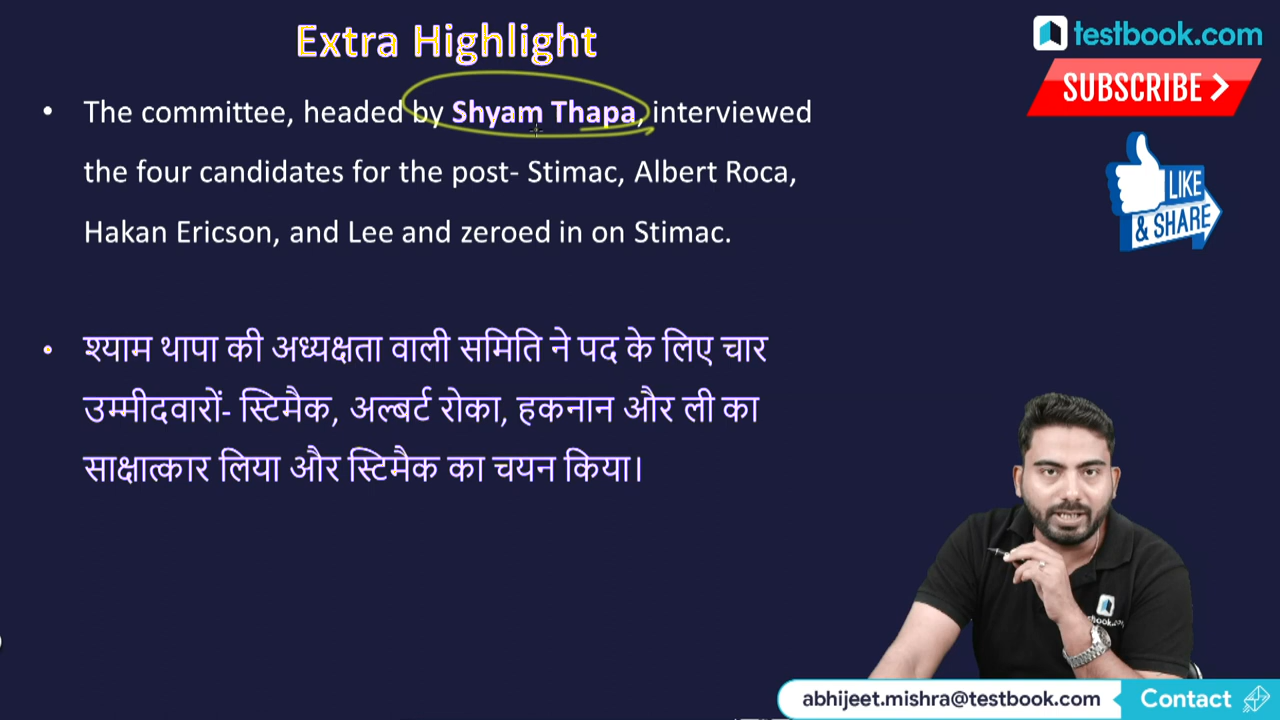 Extra Highlight
testbook.com
SUBSCRIBE
• The committee, headed by Shyam Thapa, interviewed
the four candidates for the post- Stimac, Albert Roca,
Hakan Ericson, and Lee and zeroed in on Stimac.
LIKE
& SHARE
• श्याम थापा की अध्यक्षता वाली समिति ने पद के लिए चार
उम्मीदवारों- स्टिमैक, अल्बर्ट रोका, हकनान और ली का
साक्षात्कार लिया और स्टिमैक का चयन किया।
abhijeet.mishra@testbook.com
Contact